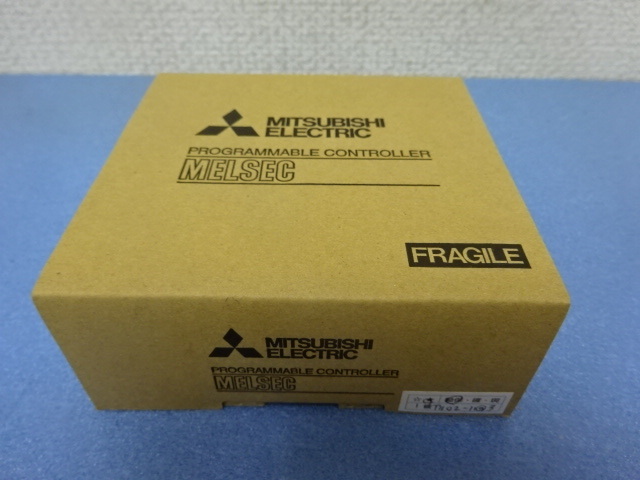 MITSUBISHI
ELECTRIC
PROGRAMMABLE CONTROLLER
MELSEC
FRAGILE
MITSUBISHI
ELECTRIC
PROGRAMMABLE CONTROLLER
MELSEC